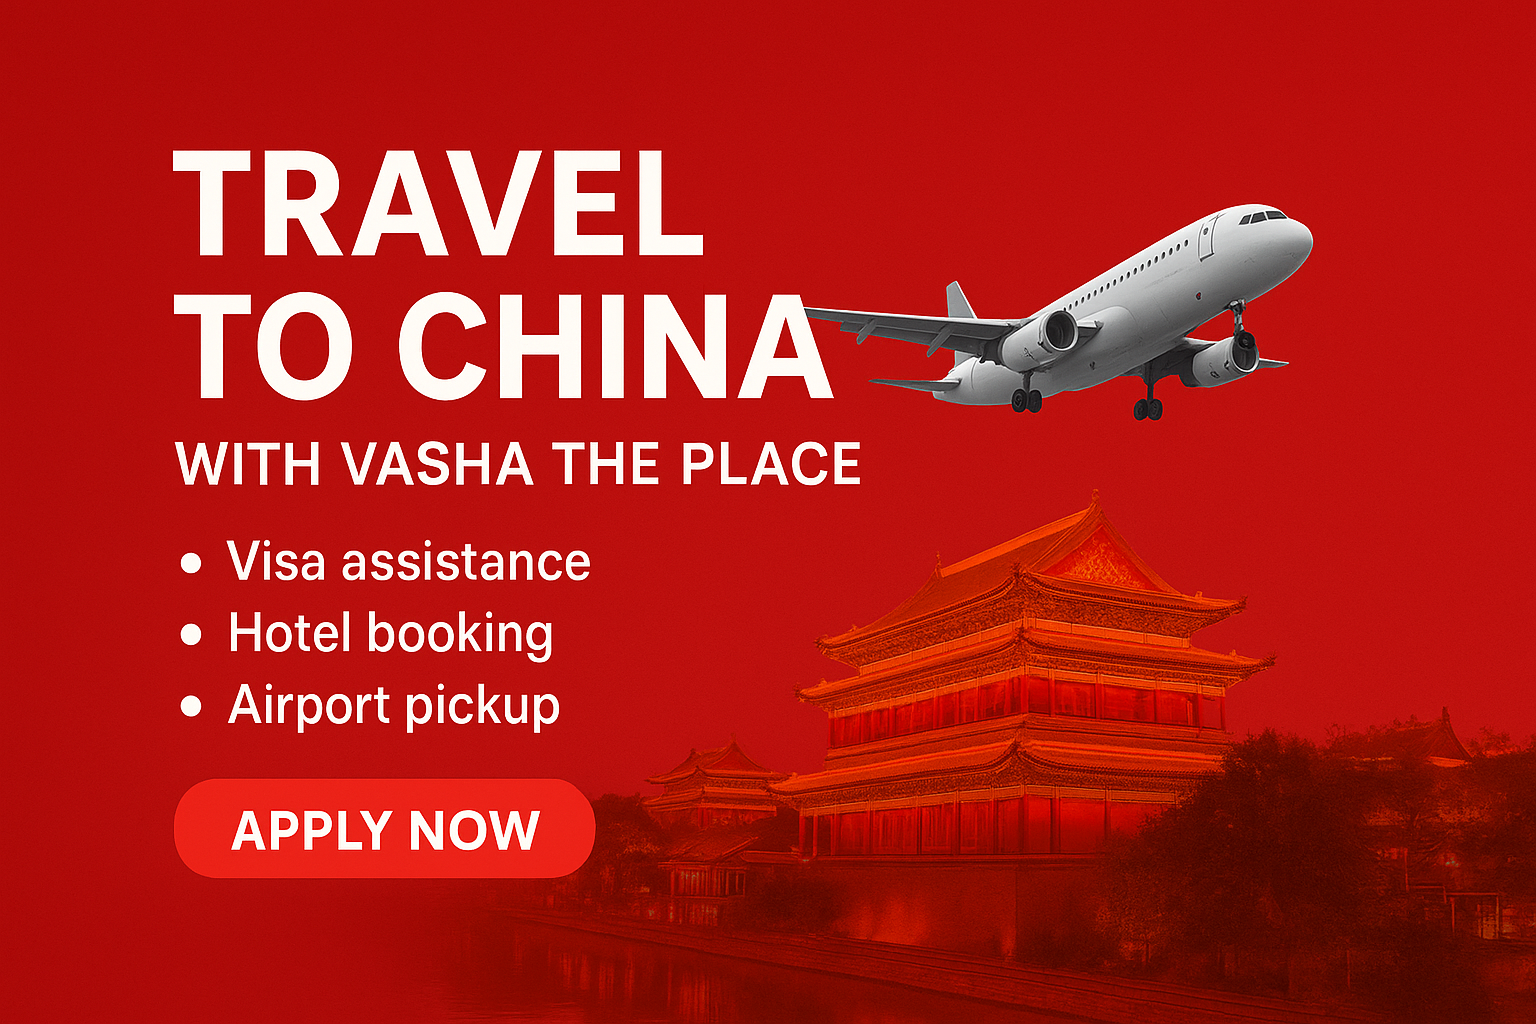 TRAVEL
TO CHINA
WITH VASHA THE PLACE
• Visa assistance
• Hotel booking
• Airport pickup
APPLY NOW